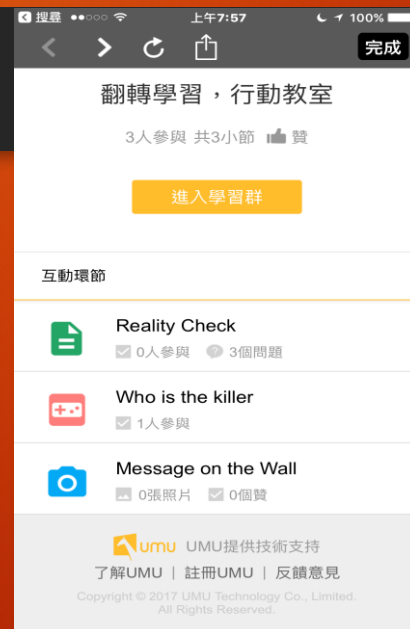 搜尋 上午7:57 100%
完成
翻轉學習,行動教室
3人參與 共3小節 贊
進入學習群
互動環節
Reality Check
0人參與 3個問題
Who is the killer
1人參與
Message on the Wall
0張照片 0個贊
umu UMU提供技術支持
了解UMU | 註冊UMU | 反饋意見
Copyright © 2017 UMU Technology Co., Limited.
All Rights Reserved.